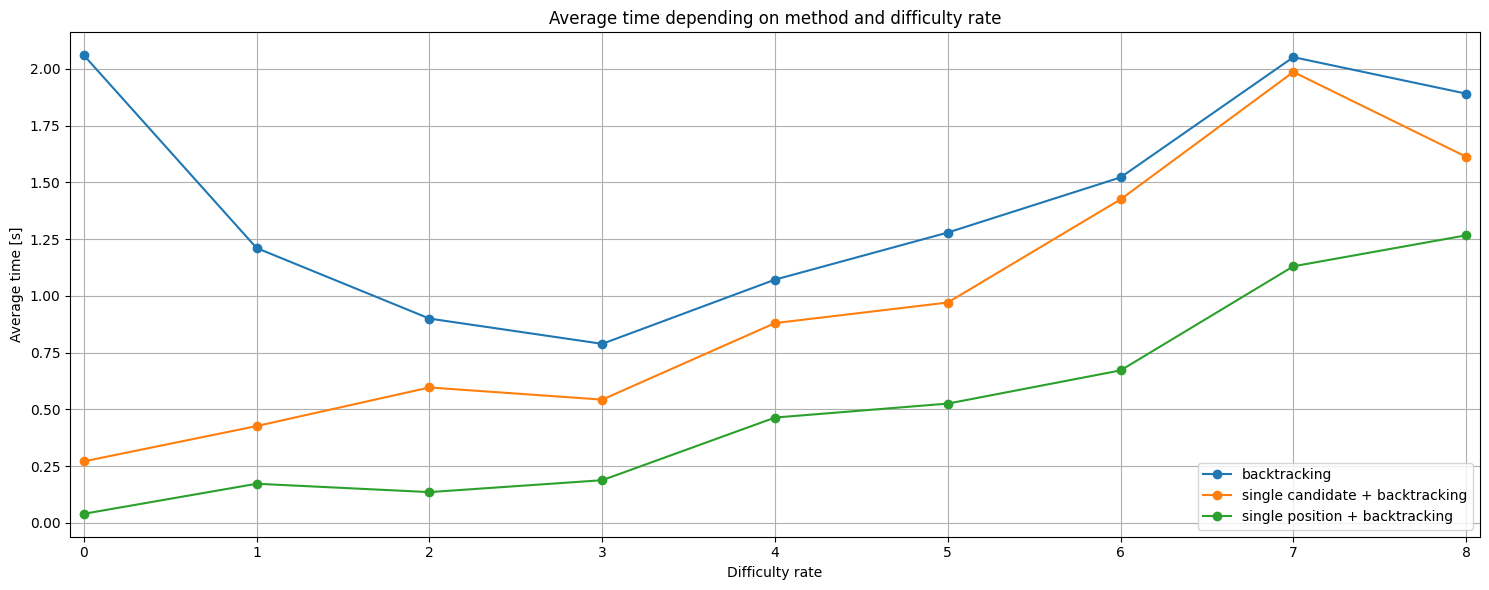 Average time depending on method and difficulty rate
Average time [s]
2.00
1.75
1.50
1.25
1.00
0.75
0.50
0.25
0.00
backtracking
single candidate + backtracking
single position + backtracking
0 1 2 3 4 5 6 7 8
Difficulty rate